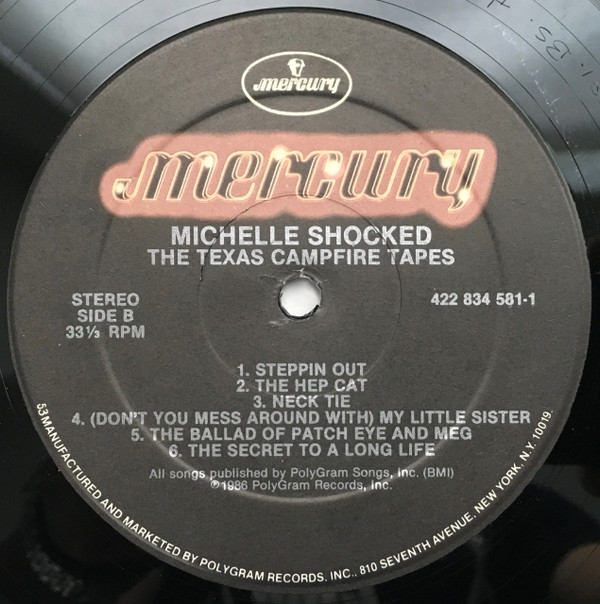 mercury
mercury
MICHELLE SHOCKED
THE TEXAS CAMPFIRE TAPES
STEREO
SIDE B
33⅓ RPM
422 834 581-1
1. STEPPIN OUT
2. THE HEP CAT
3. NECK TIE
4. (DON'T YOU MESS AROUND WITH) MY LITTLE SISTER
5. THE BALLAD OF PATCH EYE AND MEG
6. THE SECRET TO A LONG LIFE
All songs published by PolyGram Songs, Inc. (BMI)
℗1986 PolyGram Records, Inc.
53 MANUFACTURED AND MARKETED BY POLYGRAM RECORDS. INC.. 810 SEVENTH AVENUE. NEW YORK. N.Y. 10019.